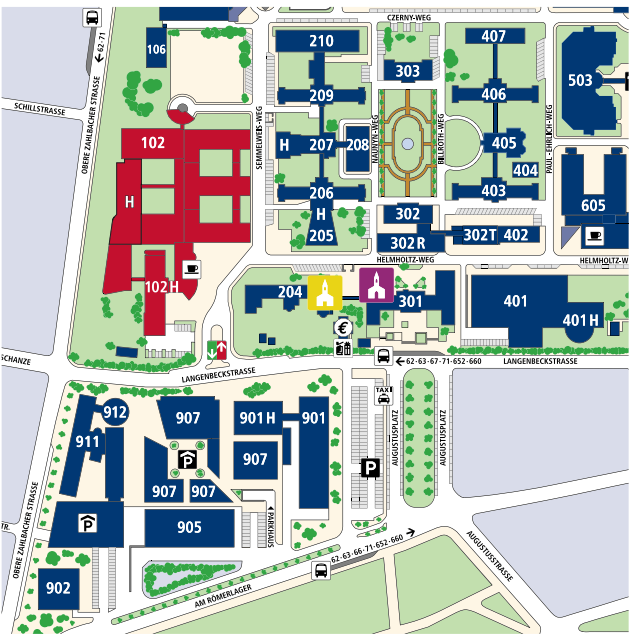 CZERNY-WEG
62-71
106
210
303
407
503
SCHILLSTRASSE
OBERE ZAHLBACHER STRASSE
209
406
102
SEMMELWEIS-WEG
H
207
208
NAUNYN-WEG
BILLROTH-WEG
405
PAUL-EHRLICH-WEG
404
206
403
H
H
205
302
605
302 R
302T
402
HELMHOLTZ-WEG
HELMHOLTZ-W
102 H
204
301
401
401 H
€
SCHANZE
62-63-67-71-652-660
LANGENBECKSTRASSE
LANGENBECKSTRASSE
TAXI
912
907
901 H
901
AUGUSTUSPLATZ
AUGUSTUSPLATZ
911
907
P
P
907
907
PARKHAUS
OBERE ZAHLBACHER STRASSE
P
905
TR.
62-63-66-71-652-660
AUGUSTUSSTRASSE
902
AM RÖMERLAGER